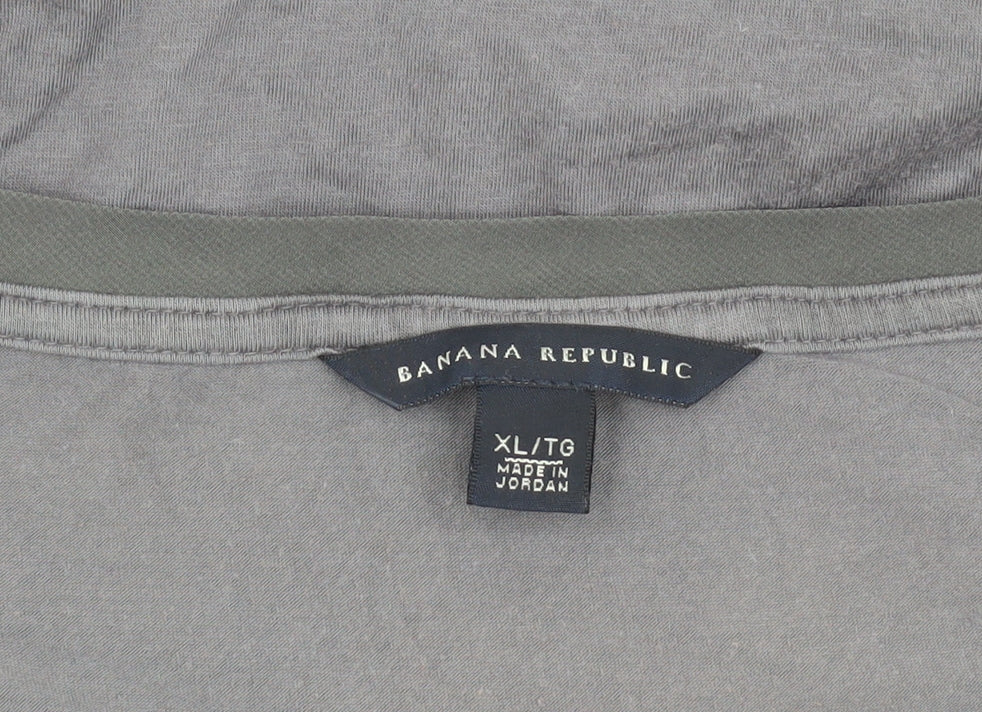 BANANA REPUBLIC
XL/TG
MADE IN
JORDAN